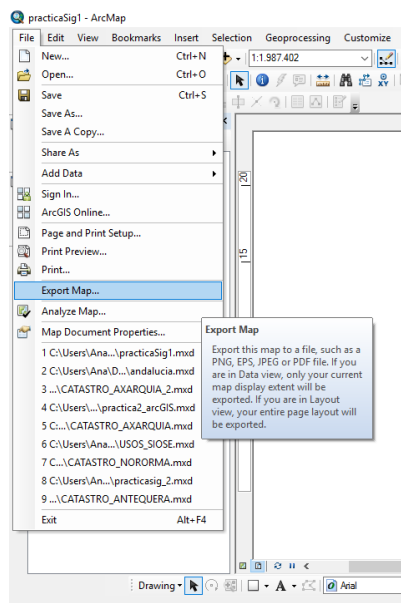 practicaSig1 - ArcMap
File Edit View Bookmarks Insert Selection Geoprocessing Customize
New... Ctrl+N
1:1.987.402
Open... Ctrl+O
Save Ctrl+S
Save As...
Save A Copy...
Share As
Add Data
20
Sign In...
ArcGIS Online...
Page and Print Setup...
Print Preview...
15
Print...
Export Map...
Analyze Map...
Map Document Properties...
Export Map
Export this map to a file, such as a
PNG, EPS, JPEG or PDF file. If you
are in Data view, only your current
map display extent will be
exported. If you are in Layout
view, your entire page layout will
be exported.
1 C:\Users\Ana...\practicaSig1.mxd
2 C:\Users\Ana\D...\andalucia.mxd
3 ...\CATASTRO_AXARQUIA_2.mxd
4 C:\Users\...\practica2_arcGIS.mxd
5 C:...\CATASTRO_AXARQUIA.mxd
6 C:\Users\Ana...\USOS_SIOSE.mxd
7 C...\CATASTRO_NORORMA.mxd
8 C:\Users\An...\practicasig_2.mxd
9 ...\CATASTRO_ANTEQUERA.mxd
Exit Alt+F4
Drawing A Arial